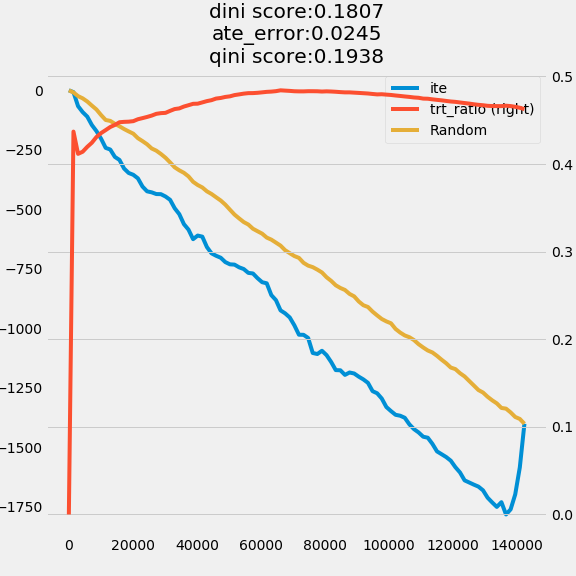 dini score:0.1807
ate_error:0.0245
qini score:0.1938
ite
trt_ratio (right)
Random
0
−250
−500
−750
−1000
−1250
−1500
−1750
0.5
0.4
0.3
0.2
0.1
0.0
0 20000 40000 60000 80000 100000 120000 140000